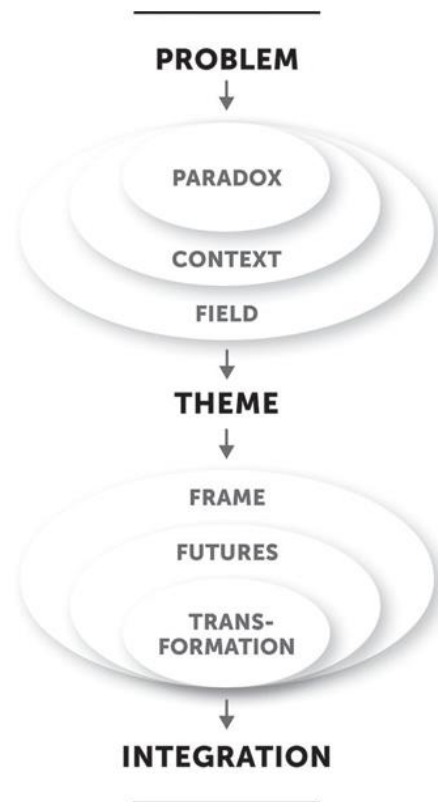 PROBLEM
PARADOX
CONTEXT
FIELD
THEME
FRAME
FUTURES
TRANS-
FORMATION
INTEGRATION